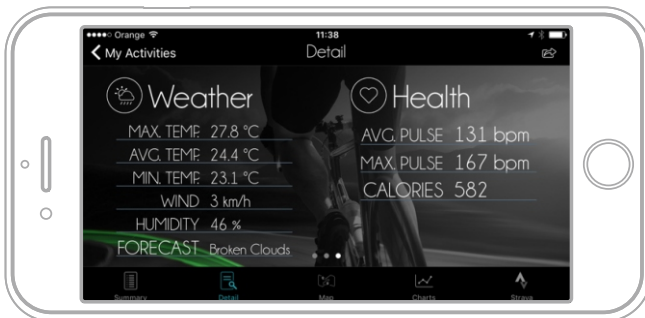 Orange 11:38
My Activities Detail
Weather
MAX. TEMP. 27.8 °C
AVG. TEMP. 24.4 °C
MIN. TEMP. 23.1 °C
WIND 3 km/h
HUMIDITY 46 %
FORECAST Broken Clouds
Health
AVG. PULSE 131 bpm
MAX. PULSE 167 bpm
CALORIES 582
Summary Detail Map Charts Strava